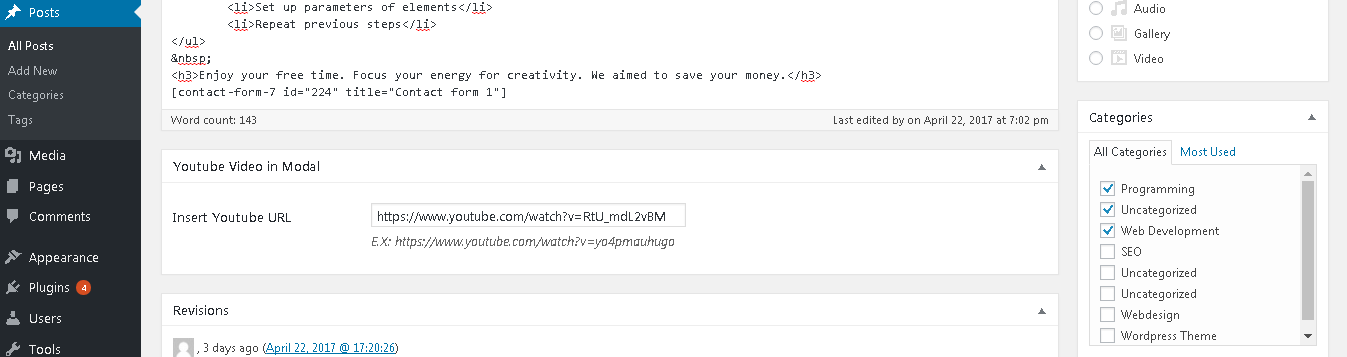 Posts
All Posts
Add New
Categories
Tags
Media
Pages
Comments
Appearance
Plugins 4
Users
Tools
<li>Set up parameters of elements</li>
<li>Repeat previous steps</li>
</ul>
&nbsp;
<h3>Enjoy your free time. Focus your energy for creativity. We aimed to save your money.</h3>
[contact-form-7 id="224" title="Contact form 1"]
Word count: 143
Last edited by on April 22, 2017 at 7:02 pm
Youtube Video in Modal
Insert Youtube URL
https://www.youtube.com/watch?v=RtU_mdL2vBM
E.X: https://www.youtube.com/watch?v=yo4pmauhugo
Revisions
, 3 days ago (April 22, 2017 @ 17:20:26)
Audio
Gallery
Video
Categories
All Categories
Most Used
Programming
Uncategorized
Web Development
SEO
Uncategorized
Uncategorized
Webdesign
Wordpress Theme